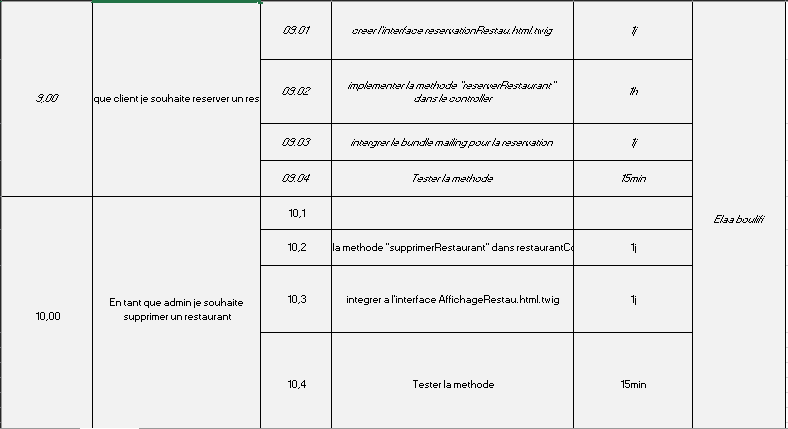 09.01 creer l'interface reservationRestau.html.twig 1j
9,00 que client je souhaite reserver un res
09.02 implementer la methode "reserverRestaurant" 1h
dans le controller
09.03 intergrer le bundle mailing pour la reservation 1j
09.04 Tester la methode 15min
10,1
Elaa boulifi
10,2 la methode "supprimerRestaurant" dans restaurantCo 1j
10,00 En tant que admin je souhaite
supprimer un restaurant
10,3 integrer a l'interface AffichageRestau.html.twig 1j
10,4 Tester la methode 15min